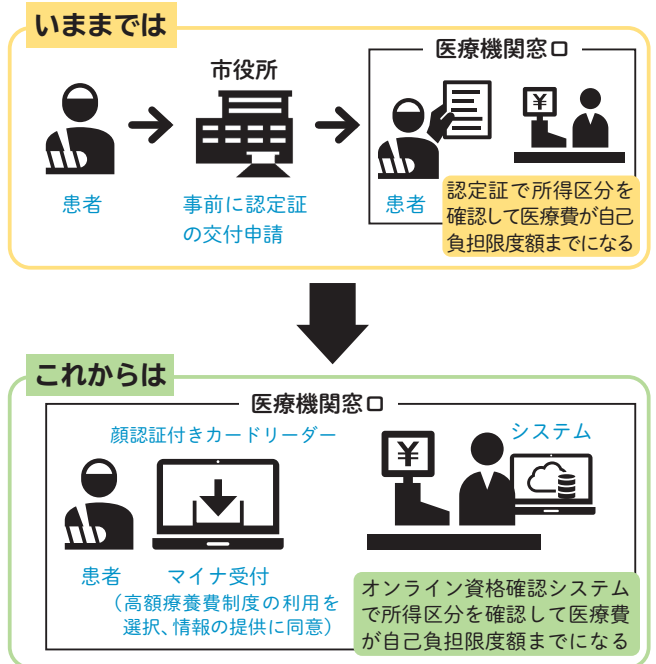 いままでは
市役所
医療機関窓口
¥
患者
事前に認定証
の交付申請
患者
認定証で所得区分を
確認して医療費が自己
負担限度額までになる
これからは
医療機関窓口
顔認証付きカードリーダー
システム
¥
患者
マイナ受付
（高額療養費制度の利用を
選択、情報の提供に同意）
オンライン資格確認システム
で所得区分を確認して医療費
が自己負担限度額までになる